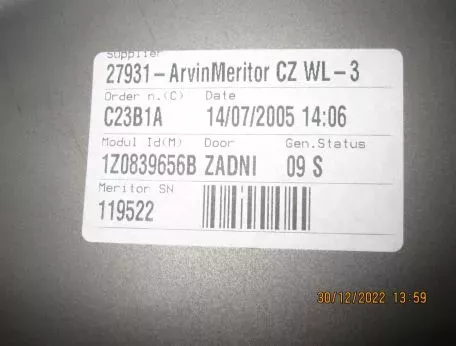 Supplier
27931-ArvinMeritor CZ WL-3
Order n.(C) Date
C23B1A 14/07/2005 14:06
Modul Id(M) Door Gen.Status
1Z0839656B ZADNI 09 S
Meritor SN
119522
30/12/2022 13:59